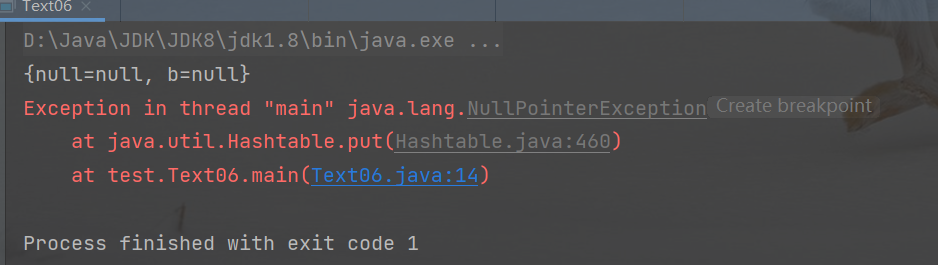 Text06
D:\Java\JDK\JDK8\jdk1.8\bin\java.exe ...
{null=null, b=null}
Exception in thread "main" java.lang.NullPointerException Create breakpoint
    at java.util.Hashtable.put(Hashtable.java:460)
    at test.Text06.main(Text06.java:14)
Process finished with exit code 1